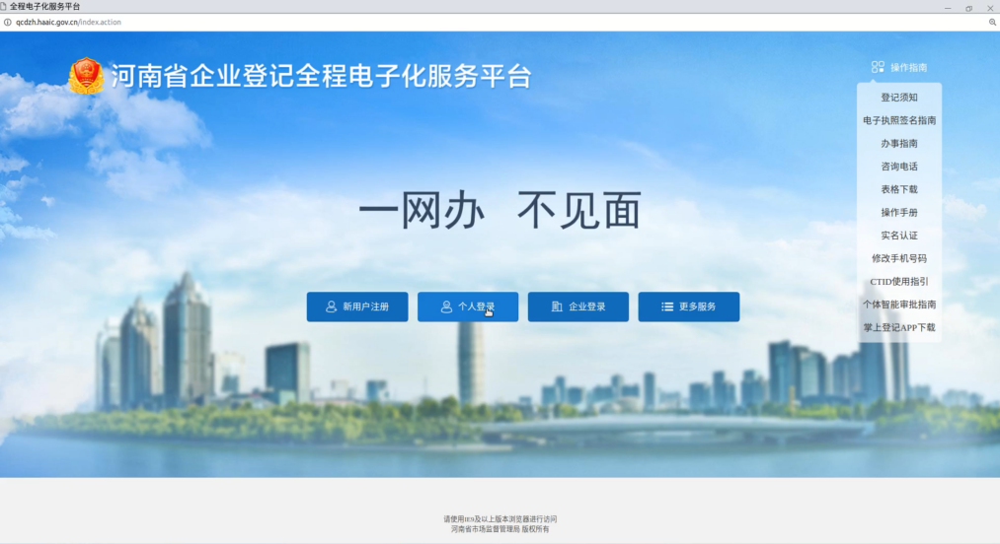 全程电子化服务平台
qcdzh.haaic.gov.cn/index.action
河南省企业登记全程电子化服务平台
操作指南
登记须知
电子执照签名指南
办事指南
咨询电话
表格下载
操作手册
实名认证
修改手机号码
CTID使用指引
个体智能审批指南
掌上登记APP下载
一网办 不见面
新用户注册 个人登录 企业登录 更多服务
请使用IE9及以上版本浏览器进行访问
河南省市场监督管理局 版权所有